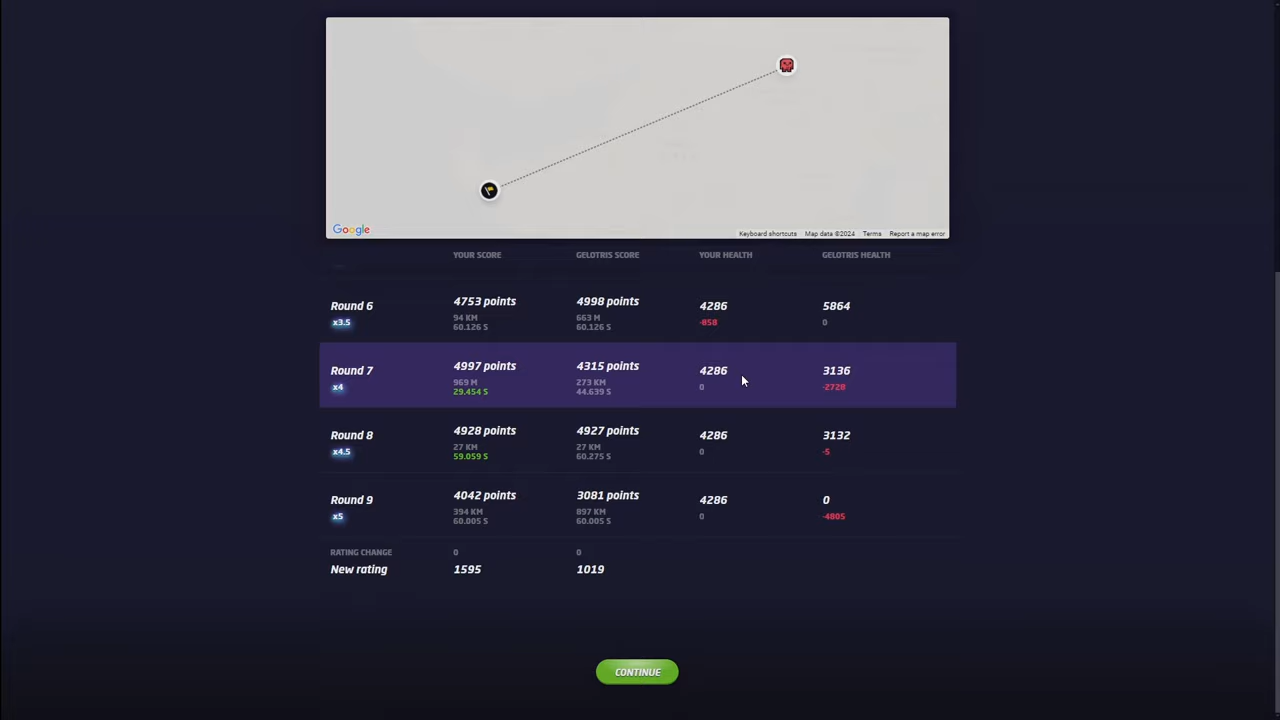 Google
Keyboard shortcuts Map data ©2024 Terms Report a map error
YOUR SCORE GELOTRIS SCORE YOUR HEALTH GELOTRIS HEALTH
Round 6 4753 points 4998 points 4286 5864
x3.5 94 KM 663 M -858 0
60.126 S 60.126 S
Round 7 4997 points 4315 points 4286 3136
x4 969 M 273 KM 0 -2728
29.454 S 44.639 S
Round 8 4928 points 4927 points 4286 3132
x4.5 27 KM 27 KM 0 -5
59.059 S 60.275 S
Round 9 4042 points 3081 points 4286 0
x5 394 KM 897 KM 0 -4805
60.005 S 60.005 S
RATING CHANGE 0 0
New rating 1595 1019
CONTINUE